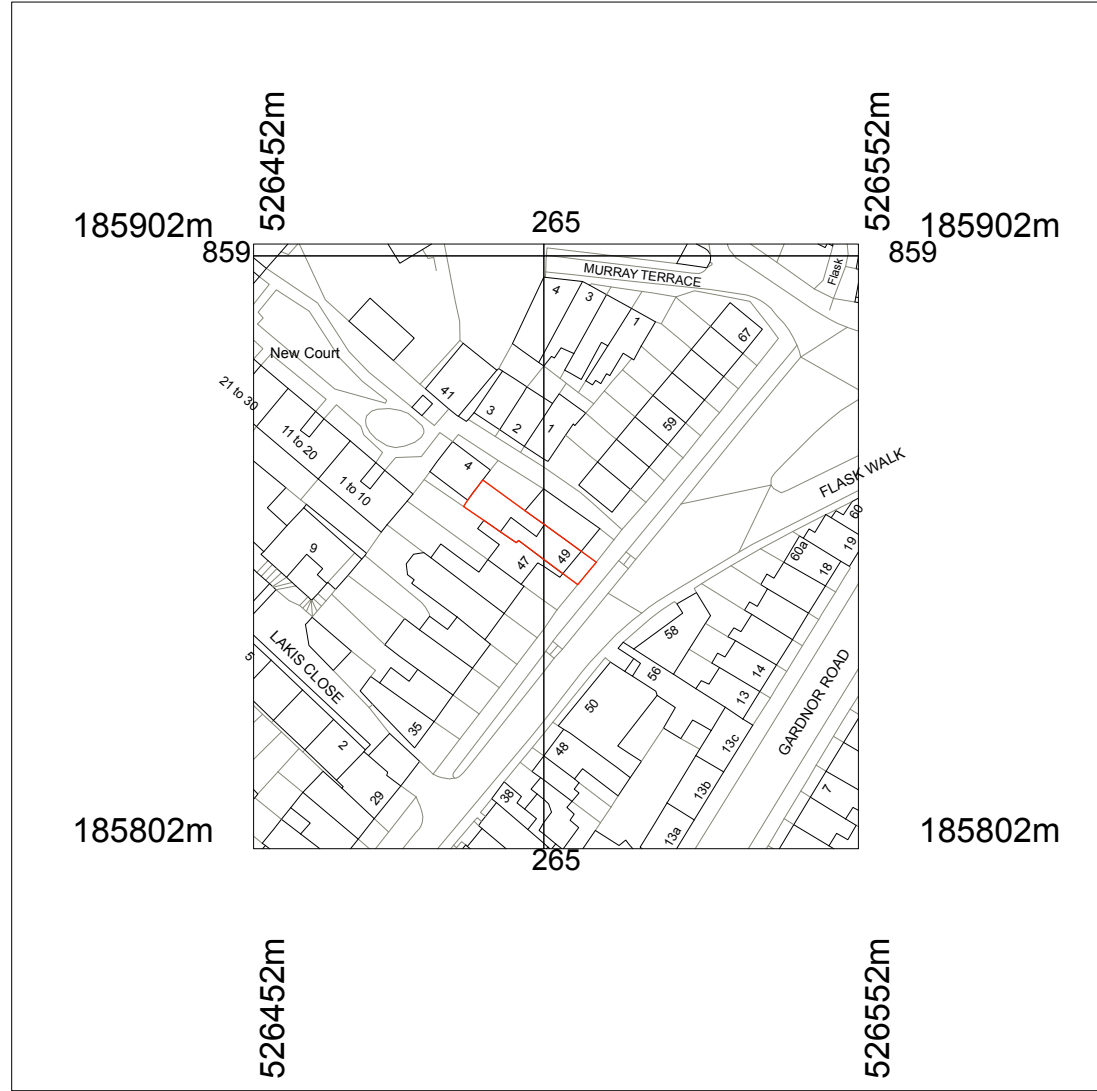 526452m
526552m
185902m
265
185902m
859
859
MURRAY TERRACE
Flask
4
3
1
67
New Court
41
21 to 30
3
2
1
59
11 to 20
4
1 to 10
FLASK WALK
60
9
49
47
60a
19
18
58
LAKIS CLOSE
5
56
14
13
GARDNOR ROAD
50
35
13c
2
48
29
38
13b
7
13a
185802m
185802m
265
526452m
526552m